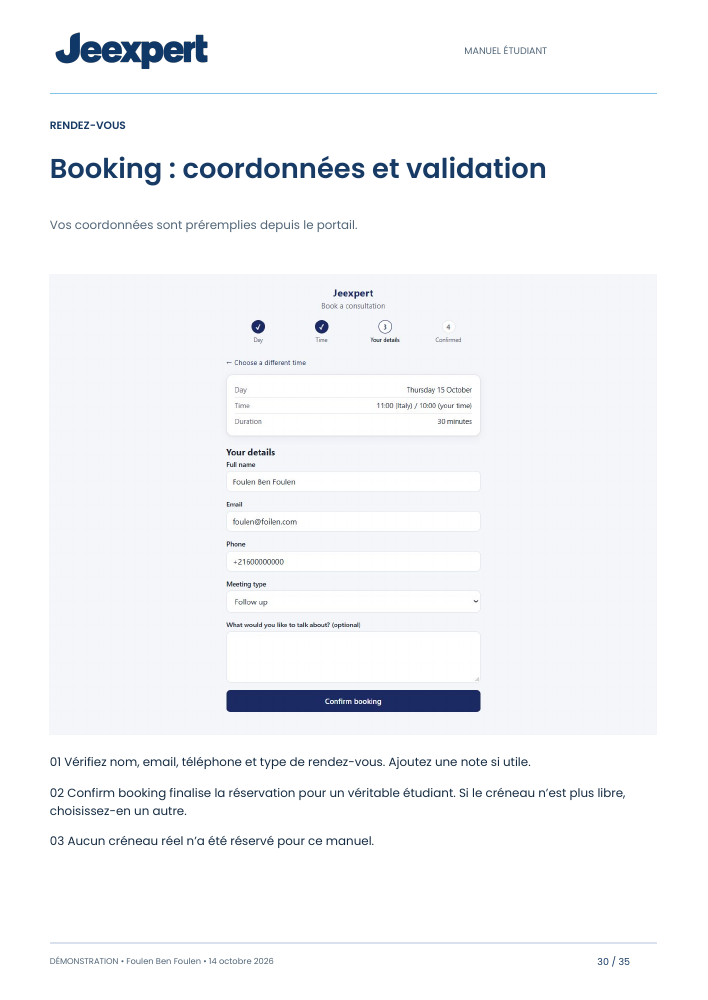 Jeexpert
MANUEL ÉTUDIANT
RENDEZ-VOUS
Booking : coordonnées et validation
Vos coordonnées sont préremplies depuis le portail.
Jeexpert
Book a consultation
✓ ✓ 3 4
Day Time Your details Confirmed
← Choose a different time
Day Thursday 15 October
Time 11:00 (Italy) / 10:00 (your time)
Duration 30 minutes
Your details
Full name
Foulen Ben Foulen
Email
foulen@foilen.com
Phone
+21600000000
Meeting type
Follow up
What would you like to talk about? (optional)
Confirm booking
01 Vérifiez nom, email, téléphone et type de rendez-vous. Ajoutez une note si utile.
02 Confirm booking finalise la réservation pour un véritable étudiant. Si le créneau n’est plus libre,
choisissez-en un autre.
03 Aucun créneau réel n’a été réservé pour ce manuel.
DÉMONSTRATION • Foulen Ben Foulen • 14 octobre 2026
30 / 35